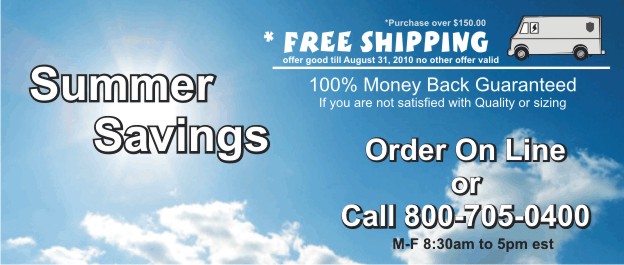 *Purchase over $150.00
* FREE SHIPPING
offer good till August 31, 2010 no other offer valid
100% Money Back Guaranteed
If you are not satisfied with Quality or sizing
Summer
Savings
Order On Line
or
Call 800-705-0400
M-F 8:30am to 5pm est